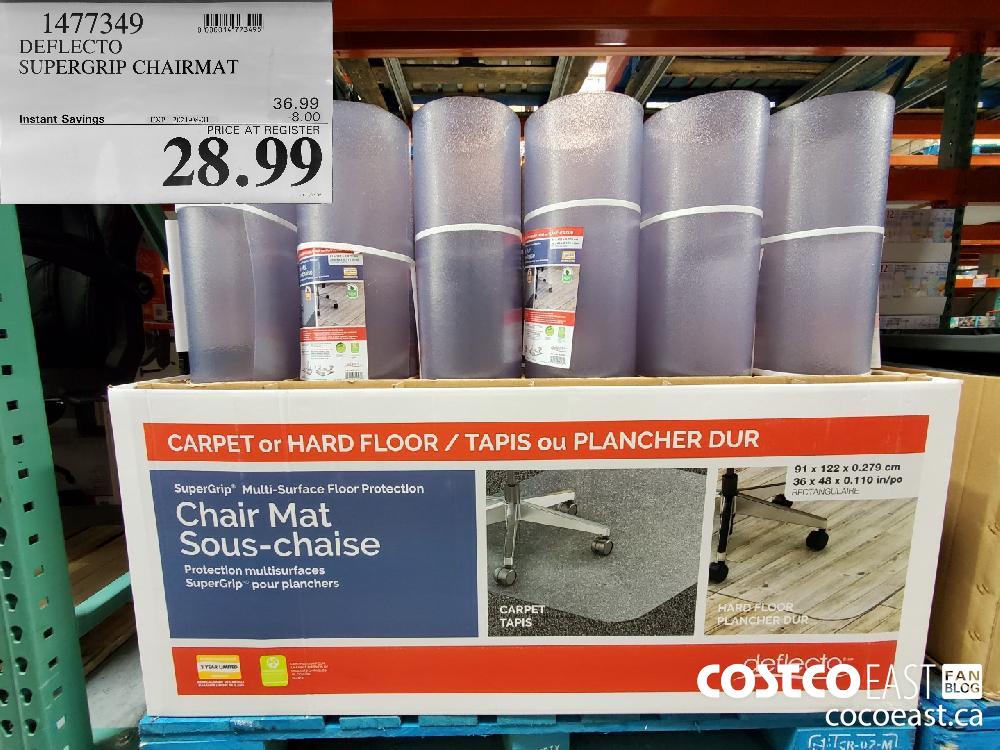 1477349
DEFLECTO
SUPERGRIP CHAIRMAT
36.99
Instant Savings
-8.00
PRICE AT REGISTER
28.99
CARPET or HARD FLOOR / TAPIS ou PLANCHER DUR
91 x 122 x 0.279 cm
36 x 48 x 0.110 in/po
RECTANGULAIRE
SuperGrip® Multi-Surface Floor Protection
Chair Mat
Sous-chaise
Protection multisurfaces
SuperGrip™ pour planchers
CARPET
TAPIS
HARD FLOOR
PLANCHER DUR
deflecto
COSTCO EAST FAN BLOG
cocoeast.ca